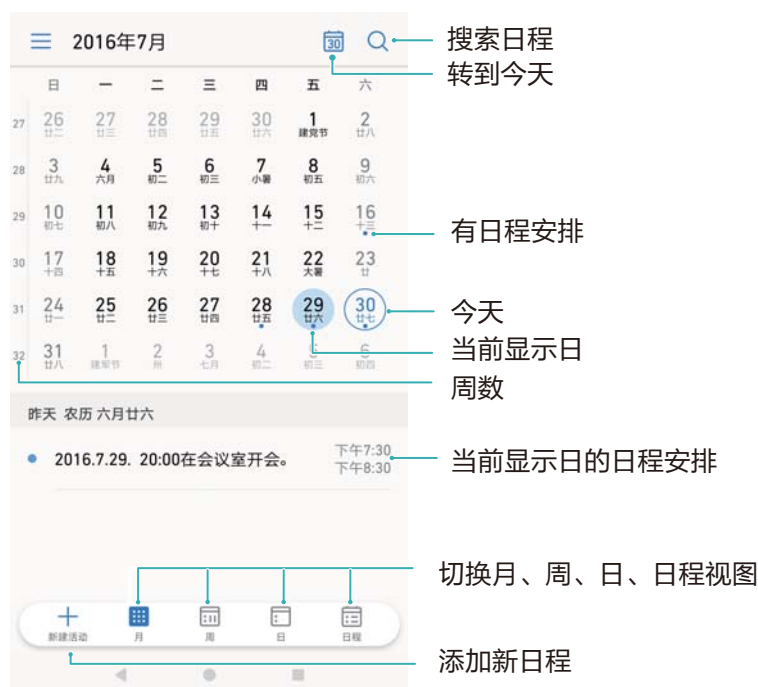 2016年7月
30
搜索日程
转到今天
日 一 二 三 四 五 六
27 26 27 28 29 30 1 2
廿二 廿三 廿四 廿五 廿六 建党节 廿八
28 3 4 5 6 7 8 9
廿九 六月 初二 初三 小暑 初五 初六
29 10 11 12 13 14 15 16
初七 初八 初九 初十 十一 十二 十三
有日程安排
30 17 18 19 20 21 22 23
十四 十五 十六 十七 十八 大暑 廿
31 24 25 26 27 28 29 30
廿一 廿二 廿三 廿四 廿五 廿六 廿七
今天
当前显示日
32 31 1 2 3 4 5 6
廿八 建军节 卅 七月 初二 初三 初四
周数
昨天 农历 六月廿六
2016.7.29. 20:00在会议室开会。
下午7:30
下午8:30
当前显示日的日程安排
切换月、周、日、日程视图
新建活动 月 周 日 日程
添加新日程